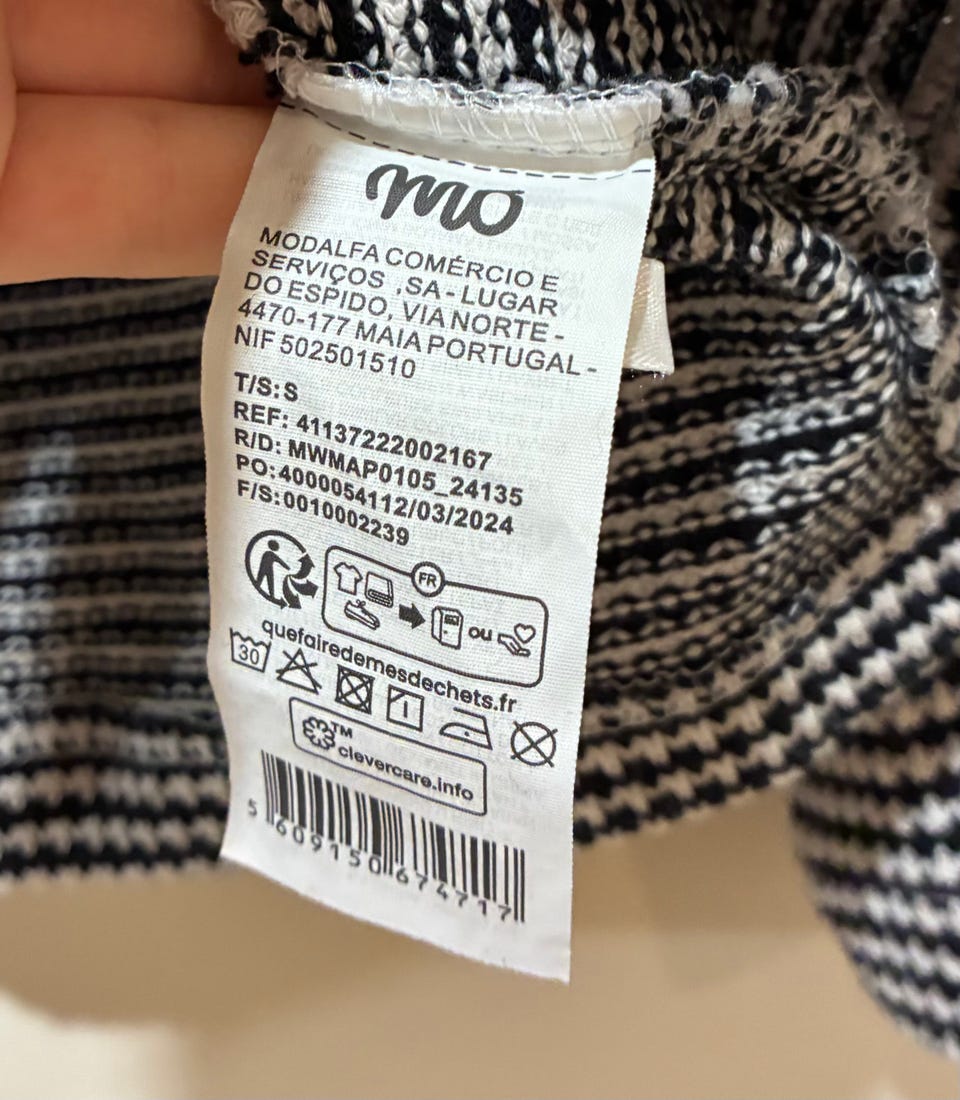 mo
MODALFA COMÉRCIO E
SERVIÇOS ,SA - LUGAR
DO ESPIDO, VIA NORTE -
4470-177 MAIA PORTUGAL -
NIF 502501510
T/S: S
REF: 41137222002167
R/D: MWMAP0105_24135
PO: 4000054112/03/2024
F/S: 0010002239
FR
ou
quefairedemesdechets.fr
30
TM
clevercare.info
5 609150 674717